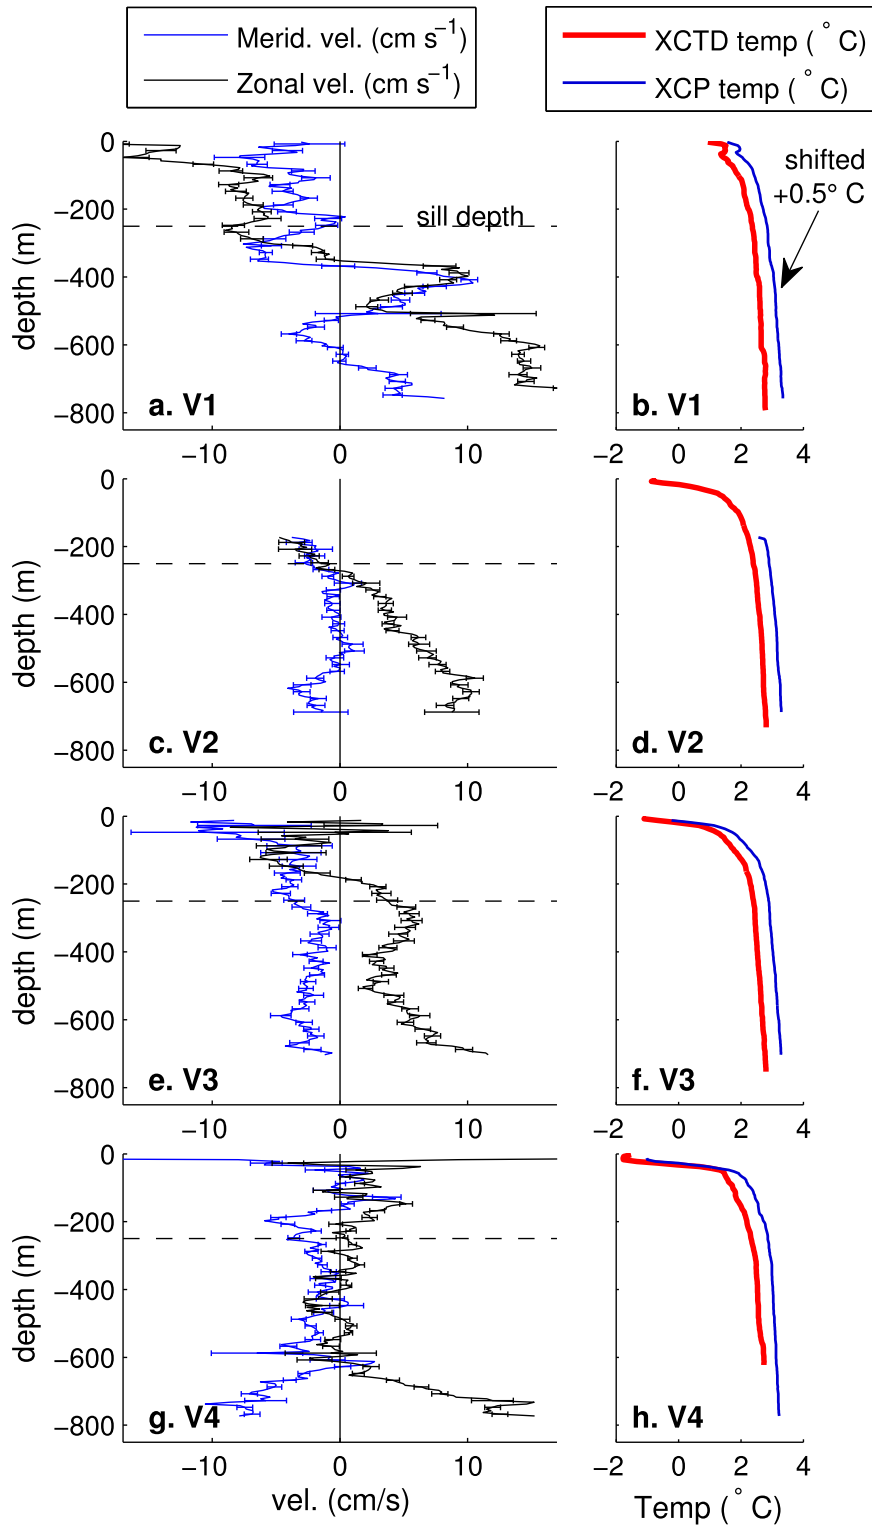 Merid. vel. (cm s−1)
Zonal vel. (cm s−1)
XCTD temp (° C)
XCP temp (° C)
0
−200
−400
−600
−800
depth (m)
sill depth
a. V1
−10
0
10
shifted
+0.5° C
b. V1
−2
0
2
4
0
−200
−400
−600
−800
depth (m)
c. V2
−10
0
10
d. V2
−2
0
2
4
0
−200
−400
−600
−800
depth (m)
e. V3
−10
0
10
f. V3
−2
0
2
4
0
−200
−400
−600
−800
depth (m)
g. V4
−10
0
10
vel. (cm/s)
h. V4
−2
0
2
4
Temp (° C)